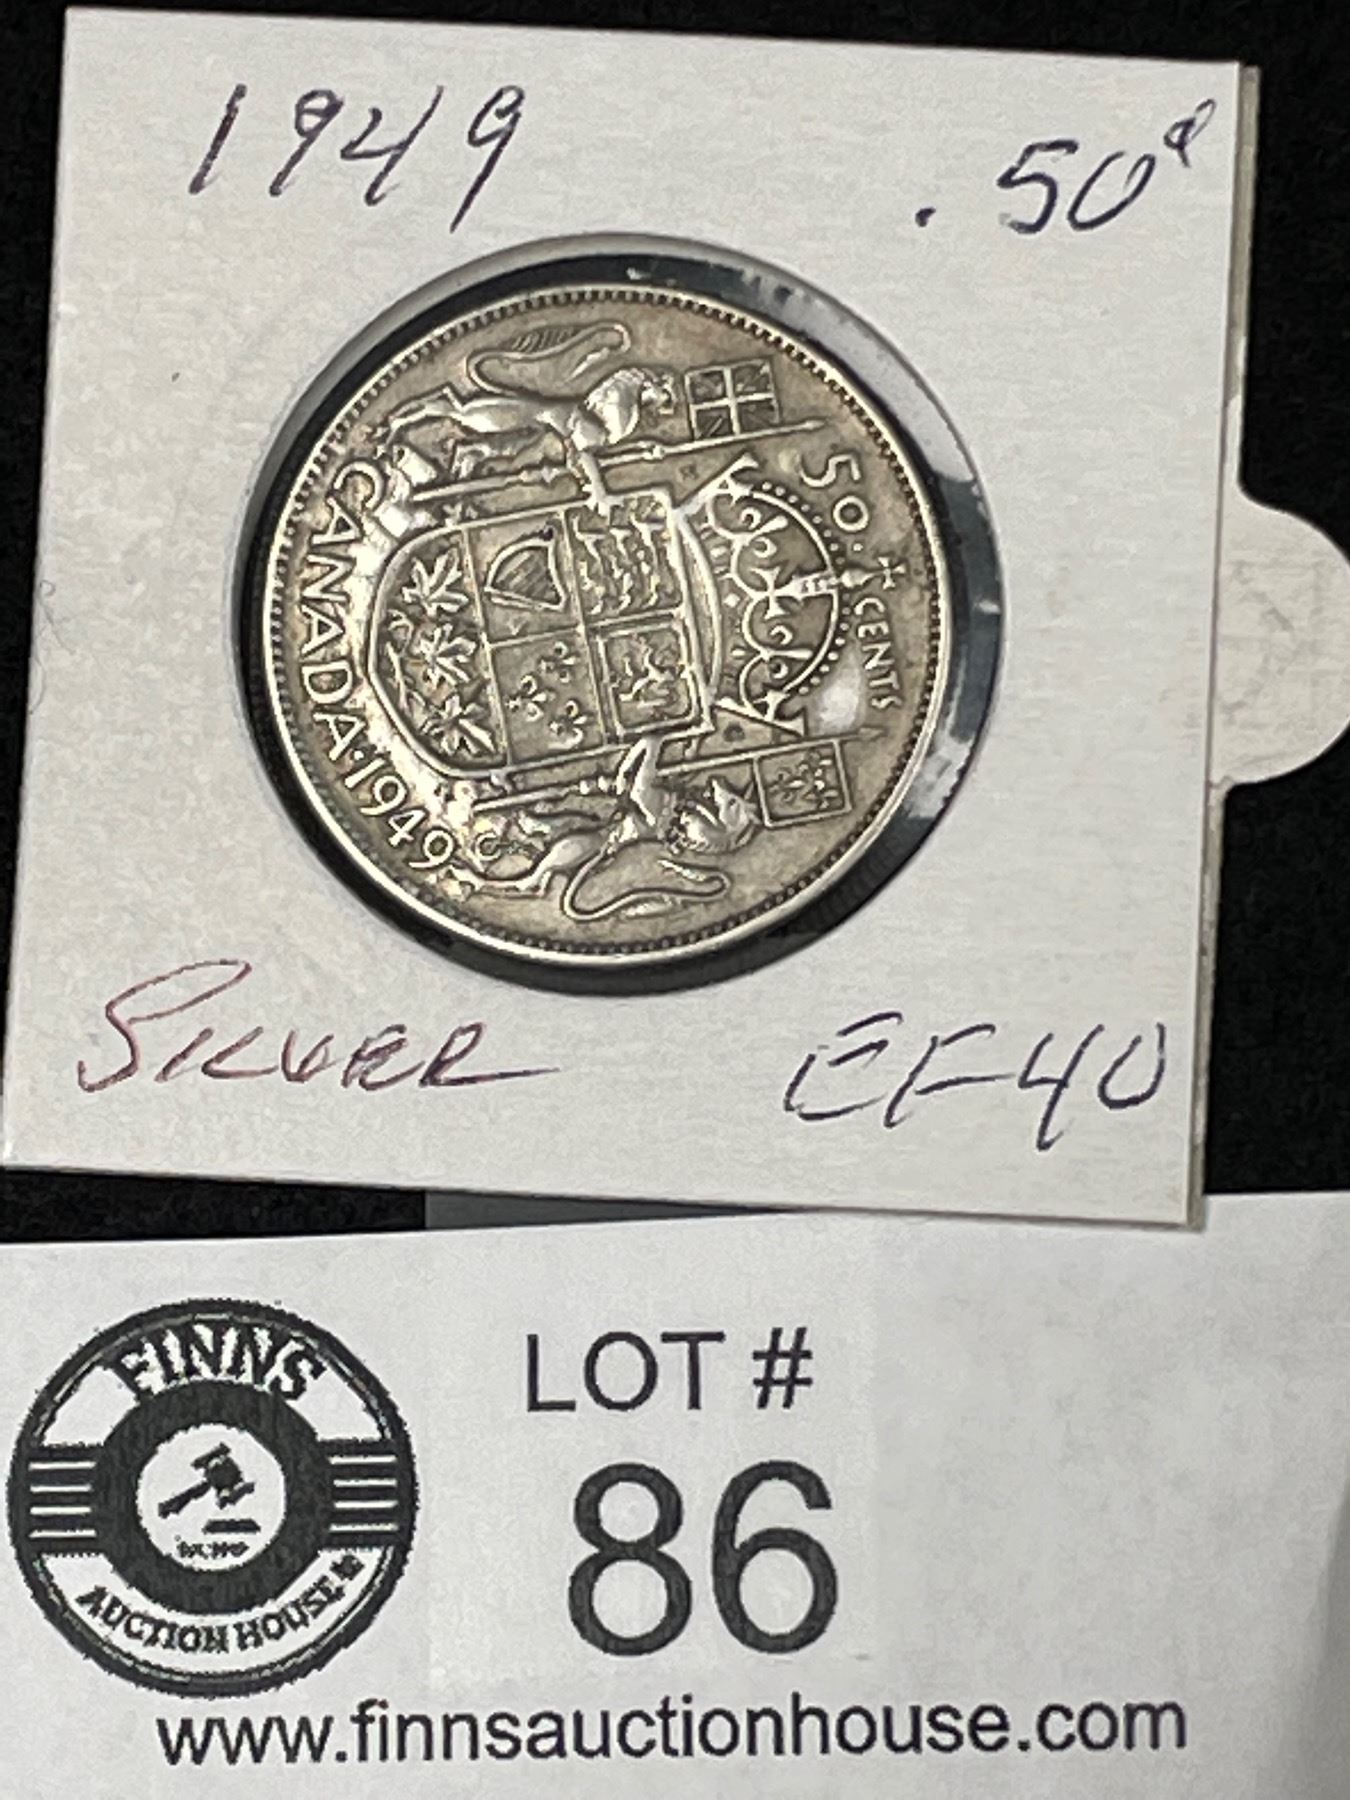 1949 .50¢
50 CENTS
CANADA·1949
SILVER EF40
FINNS
AUCTION HOUSE
LOT #
86
www.finnsauctionhouse.com